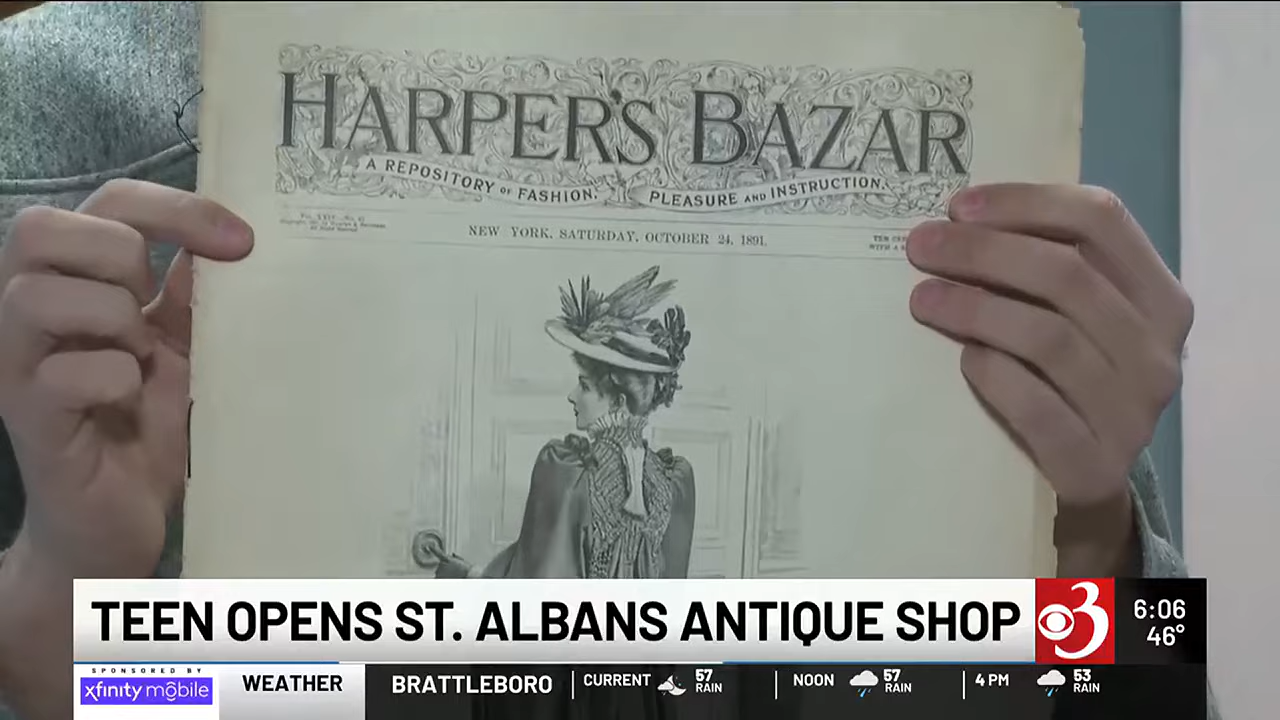 HARPER'S BAZAR
A REPOSITORY OF FASHION. PLEASURE AND INSTRUCTION.
NEW YORK, SATURDAY, OCTOBER 24, 1891.
TEEN OPENS ST. ALBANS ANTIQUE SHOP
3
6:06
46°
SPONSORED BY
xfinity mobile
WEATHER
BRATTLEBORO
CURRENT
57
RAIN
NOON
57
RAIN
4 PM
53
RAIN